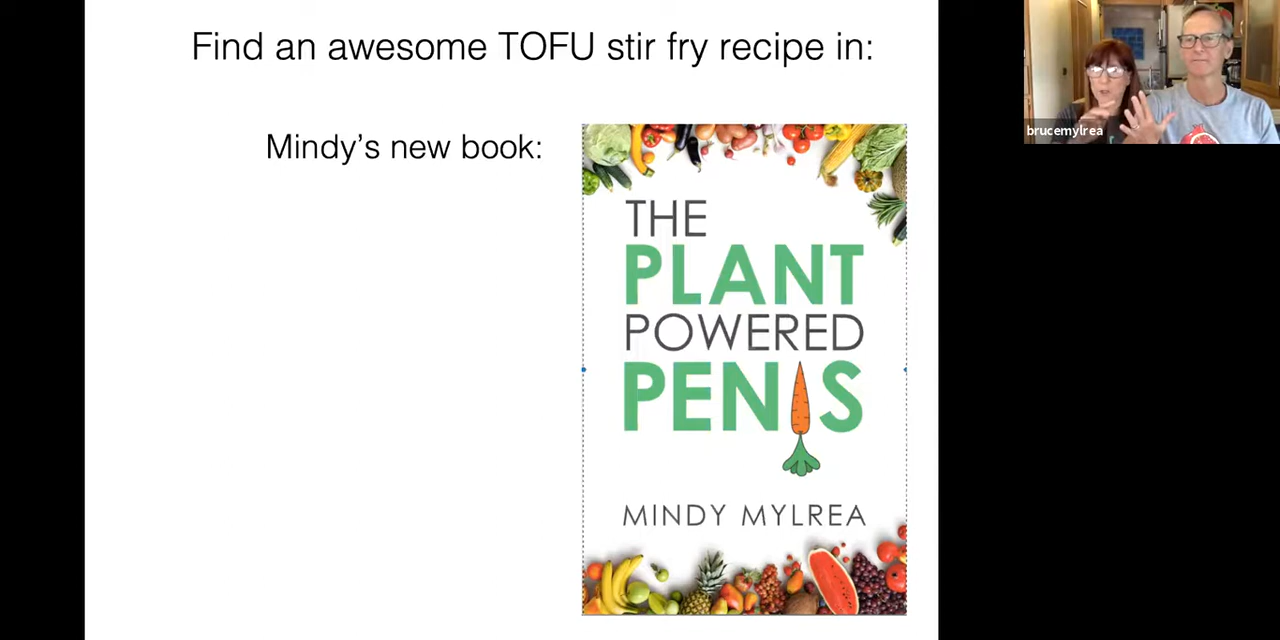 Find an awesome TOFU stir fry recipe in:
Mindy's new book:
THE
PLANT
POWERED
PENIS
MINDY MYLREA
brucemylrea